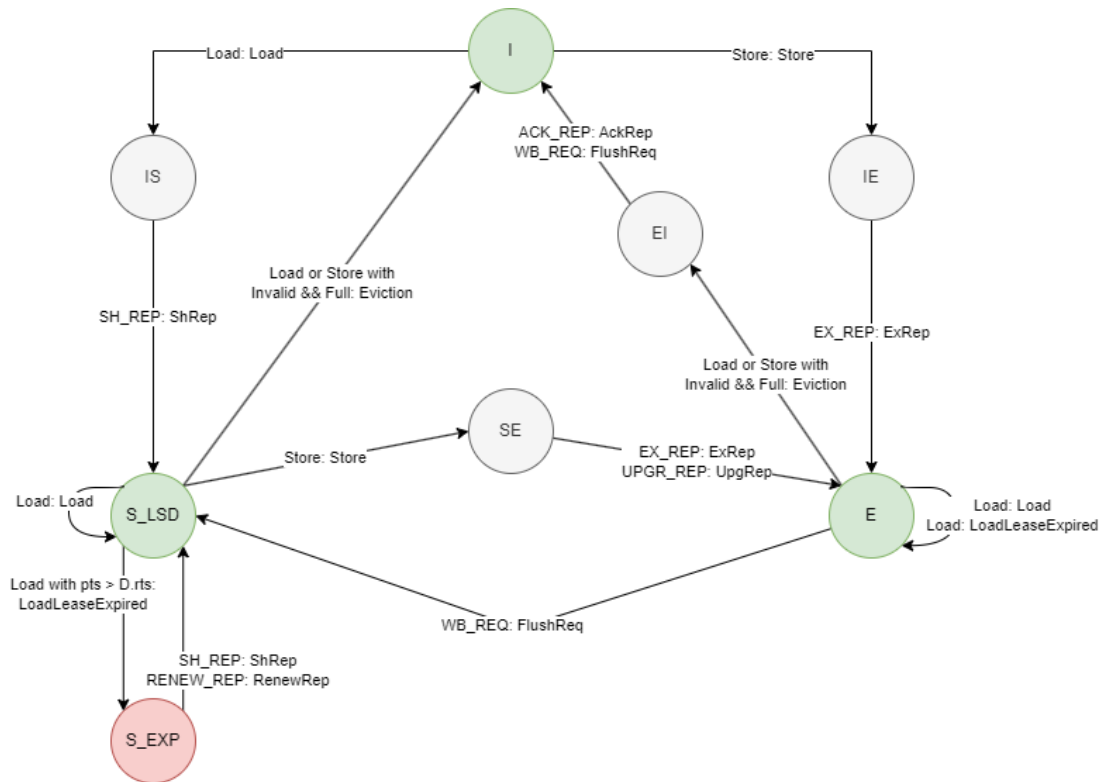 I
Load: Load
Store: Store
ACK_REP: AckRep
WB_REQ: FlushReq
IS
IE
EI
Load or Store with
Invalid && Full: Eviction
SH_REP: ShRep
EX_REP: ExRep
Load or Store with
Invalid && Full: Eviction
SE
Store: Store
EX_REP: ExRep
UPGR_REP: UpgRep
Load: Load
S_LSD
E
Load: Load
Load: LoadLeaseExpired
Load with pts > D.rts:
LoadLeaseExpired
WB_REQ: FlushReq
SH_REP: ShRep
RENEW_REP: RenewRep
S_EXP